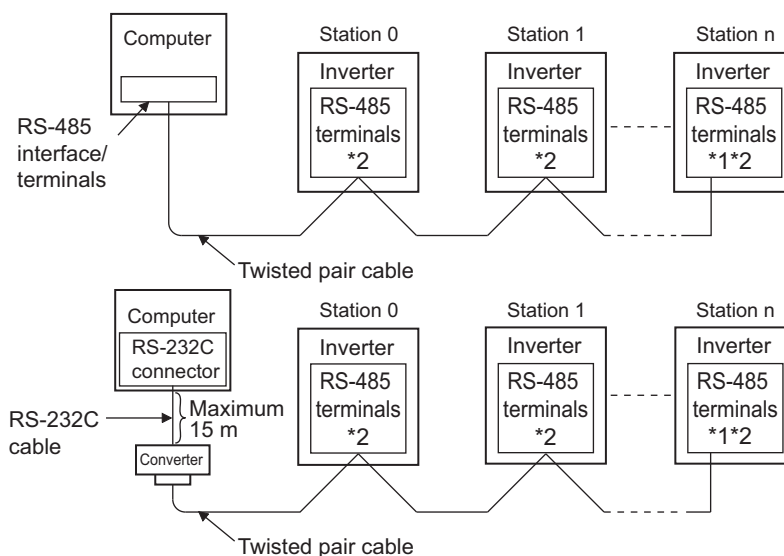 Computer
RS-485
interface/
terminals
Station 0
Inverter
RS-485
terminals
*2
Station 1
Inverter
RS-485
terminals
*2
Station n
Inverter
RS-485
terminals
*1*2
Twisted pair cable
Computer
RS-232C
connector
RS-232C
cable
Maximum
15 m
Converter
Station 0
Inverter
RS-485
terminals
*2
Station 1
Inverter
RS-485
terminals
*2
Station n
Inverter
RS-485
terminals
*1*2
Twisted pair cable